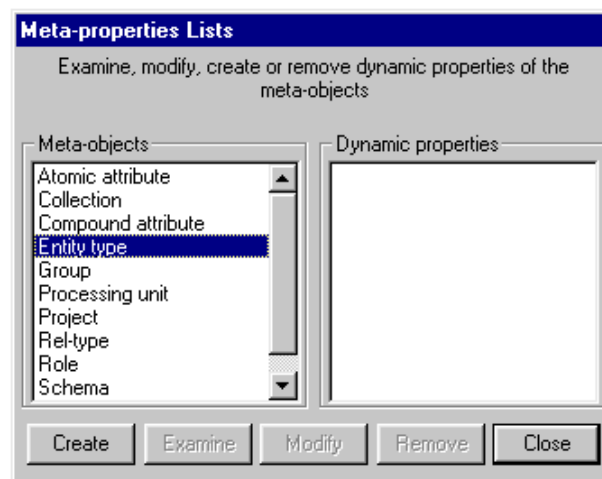 Meta-properties Lists
Examine, modify, create or remove dynamic properties of the
meta-objects
Meta-objects
Dynamic properties
Atomic attribute
Collection
Compound attribute
Entity type
Group
Processing unit
Project
Rel-type
Role
Schema
Create
Examine
Modify
Remove
Close